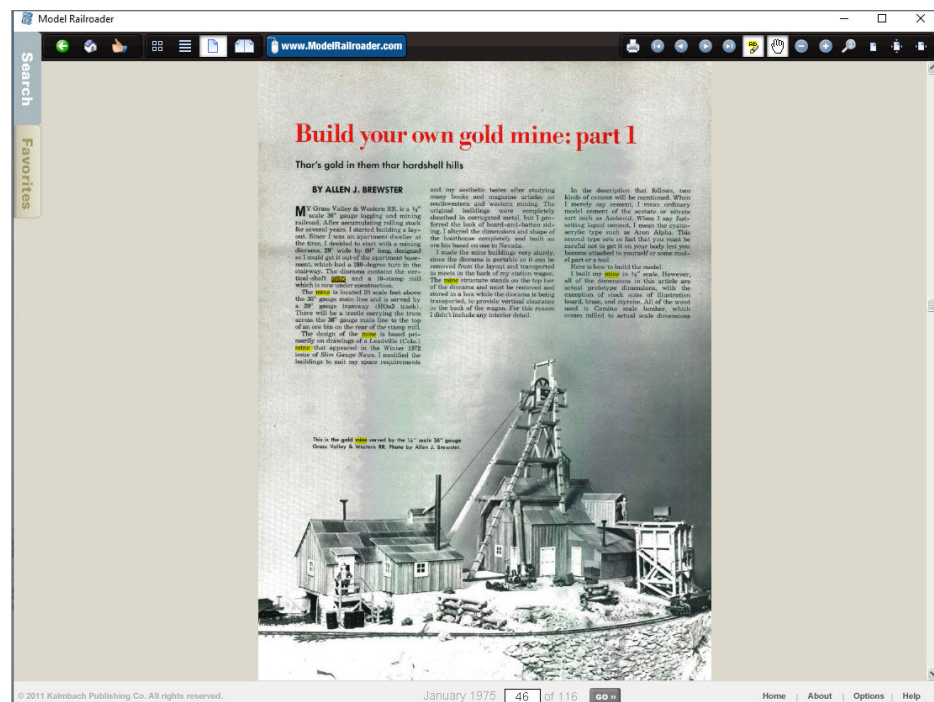 Model Railroader
www.ModelRailroader.com
Search
Favorites
Build your own gold mine: part 1
Thar's gold in them thar hardshell hills
BY ALLEN J. BREWSTER
MY Grass Valley & Western RR. is a ¼"
scale 36" gauge logging and mining
railroad. After accumulating rolling stock
for several years, I started building a lay-
out. Since I was an apartment dweller at
the time, I decided to start with a mining
diorama, 29" wide by 60" long, designed
so I could get it out of the apartment base-
ment, which had a 180-degree turn in the
stairway. The diorama contains the ver-
tical-shaft mine and a 10-stamp mill
which is now under construction.
The mine is located 20 scale feet above
the 36" gauge main line and is served by
a 20" gauge tramway (HOn3 track).
There will be a trestle carrying the tram
across the 36" gauge main line to the top
of an ore bin on the rear of the stamp mill.
The design of the mine is based pri-
marily on drawings of a Leadville (Colo.)
mine that appeared in the Winter 1972
issue of Slim Gauge News. I modified the
buildings to suit my space requirements
and my aesthetic tastes after studying
many books and magazine articles on
southwestern and western mining. The
original buildings were completely
sheathed in corrugated metal, but I pre-
ferred the look of board-and-batten sid-
ing. I altered the dimensions and shape of
the hoisthouse completely and built an
ore bin based on one in Nevada.
I made the mine buildings very sturdy,
since the diorama is portable so it can be
removed from the layout and transported
to meets in the back of my station wagon.
The mine structure stands on the top tier
of the diorama and must be removed and
stored in a box while the diorama is being
transported, to provide vertical clearance
in the back of the wagon. For this reason
I didn't include any interior detail.
In the description that follows, two
kinds of cement will be mentioned. When
I merely say cement, I mean ordinary
model cement of the acetate or nitrate
sort such as Ambroid. When I say fast-
setting liquid cement, I mean the cyano-
acrylic type such as Aron Alpha. This
second type sets so fast that you must be
careful not to get it on your body lest you
become attached to yourself or some mod-
el part or a tool.
Here is how to build the model.
I built my mine in ¼" scale. However,
all of the dimensions in this article are
actual prototype dimensions, with the
exception of stock sizes of illustration
board, brass, and styrene. All of the wood
used is Camino scale lumber, which
comes milled to actual scale dimensions
This is the gold mine served by the ¼" scale 36" gauge
Grass Valley & Western RR. Photo by Allen J. Brewster.
© 2011 Kalmbach Publishing Co. All rights reserved.
January 1975 46 of 116 GO »
Home | About | Options | Help